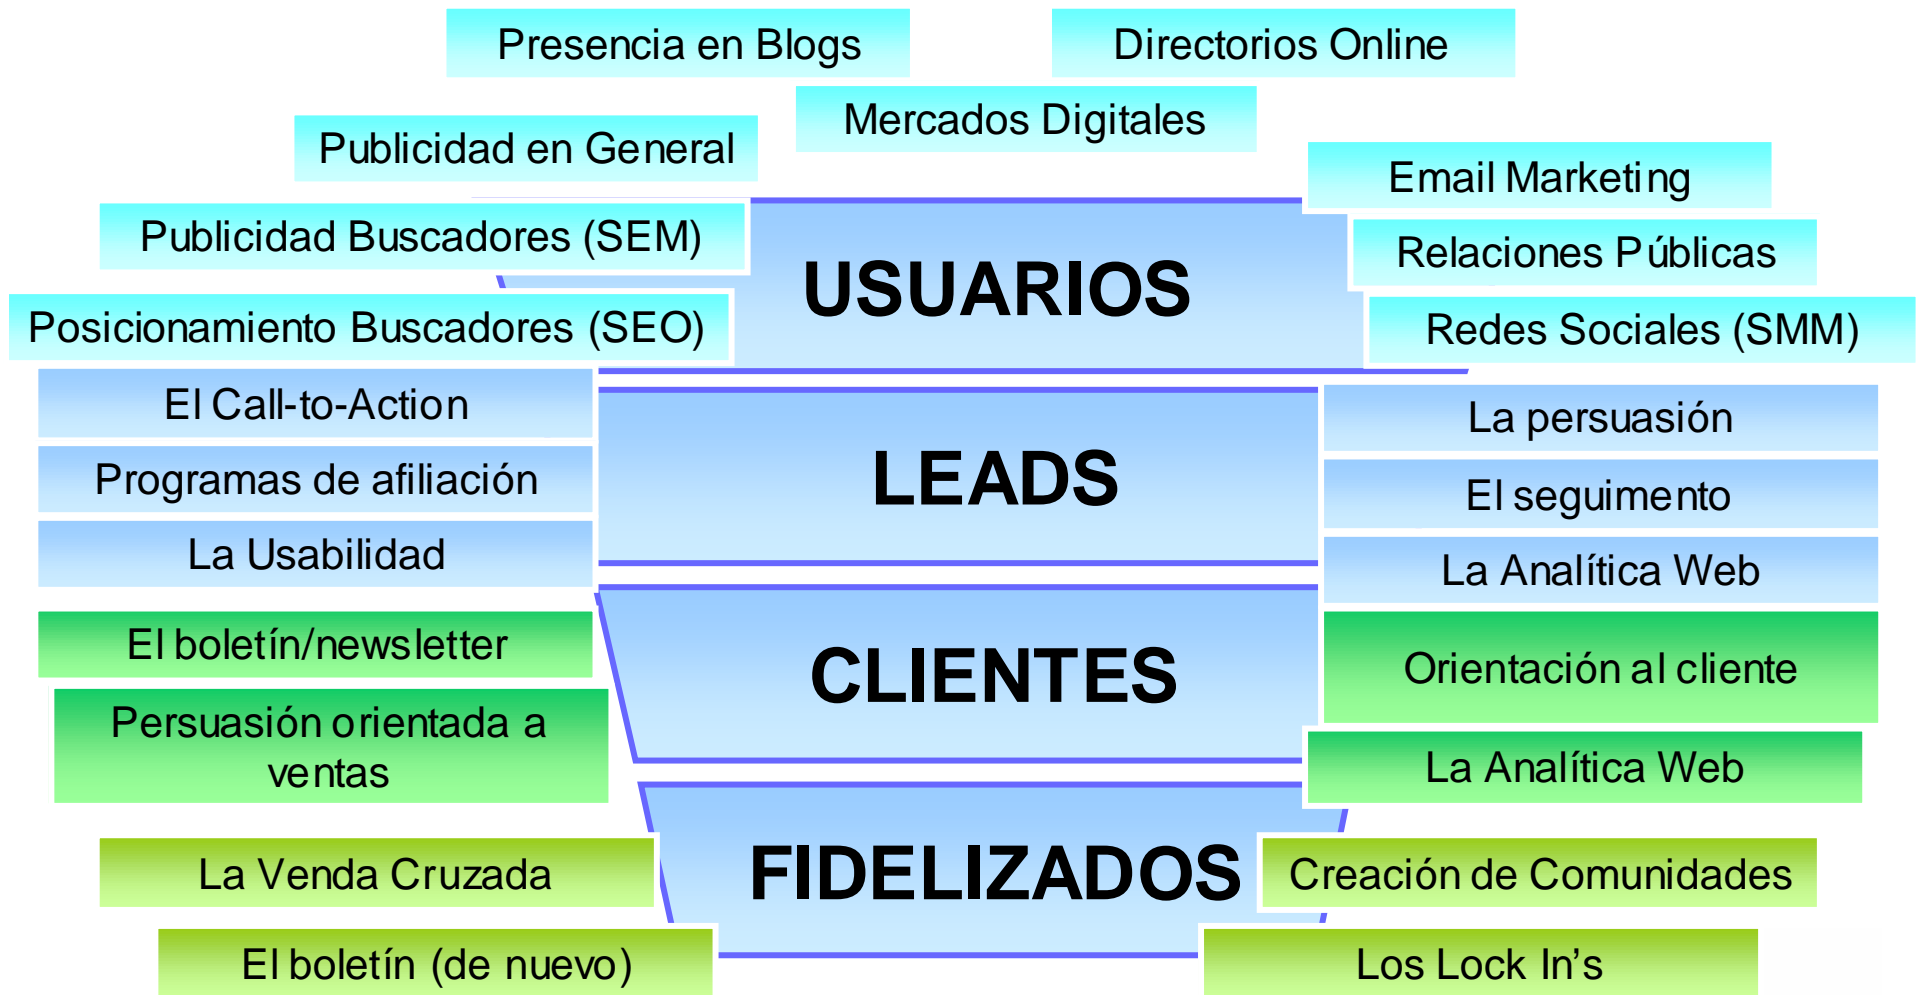 Presencia en Blogs
Directorios Online
Mercados Digitales
Publicidad en General
Email Marketing
Publicidad Buscadores (SEM)
Relaciones Públicas
USUARIOS
Posicionamiento Buscadores (SEO)
Redes Sociales (SMM)
El Call-to-Action
La persuasión
Programas de afiliación
LEADS
El seguimento
La Usabilidad
La Analítica Web
El boletín/newsletter
CLIENTES
Orientación al cliente
Persuasión orientada a
ventas
La Analítica Web
La Venda Cruzada
FIDELIZADOS
Creación de Comunidades
El boletín (de nuevo)
Los Lock In's